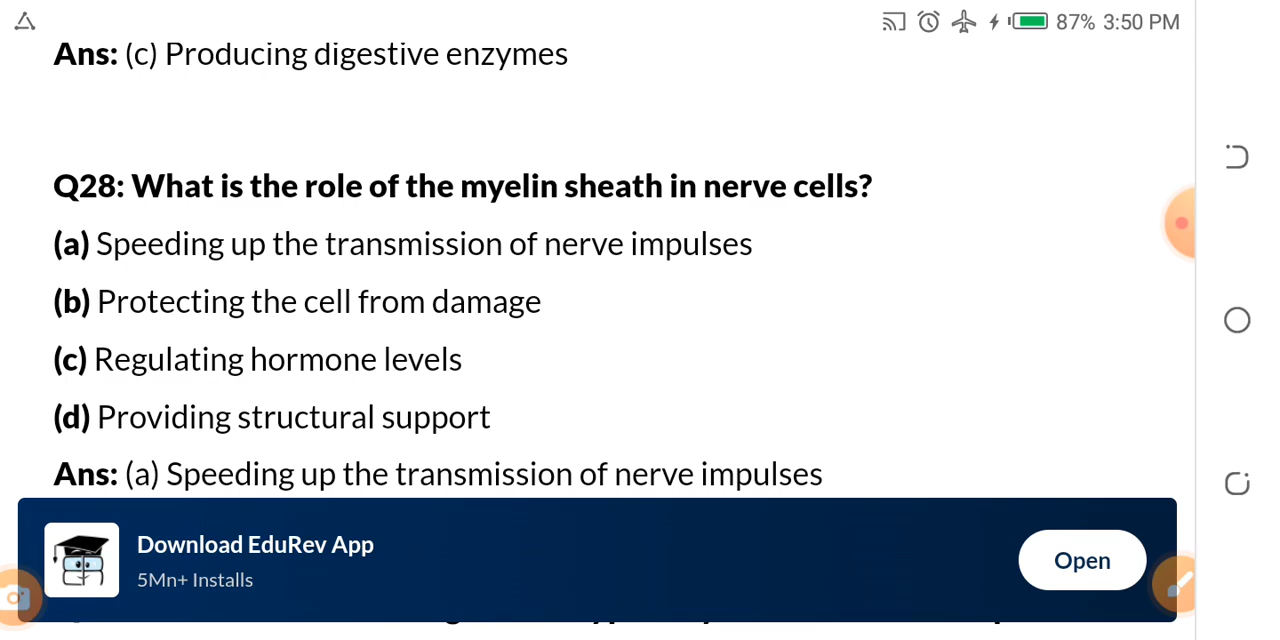 87% 3:50 PM
Ans: (c) Producing digestive enzymes
Q28: What is the role of the myelin sheath in nerve cells?
(a) Speeding up the transmission of nerve impulses
(b) Protecting the cell from damage
(c) Regulating hormone levels
(d) Providing structural support
Ans: (a) Speeding up the transmission of nerve impulses
Download EduRev App
5Mn+ Installs
Open